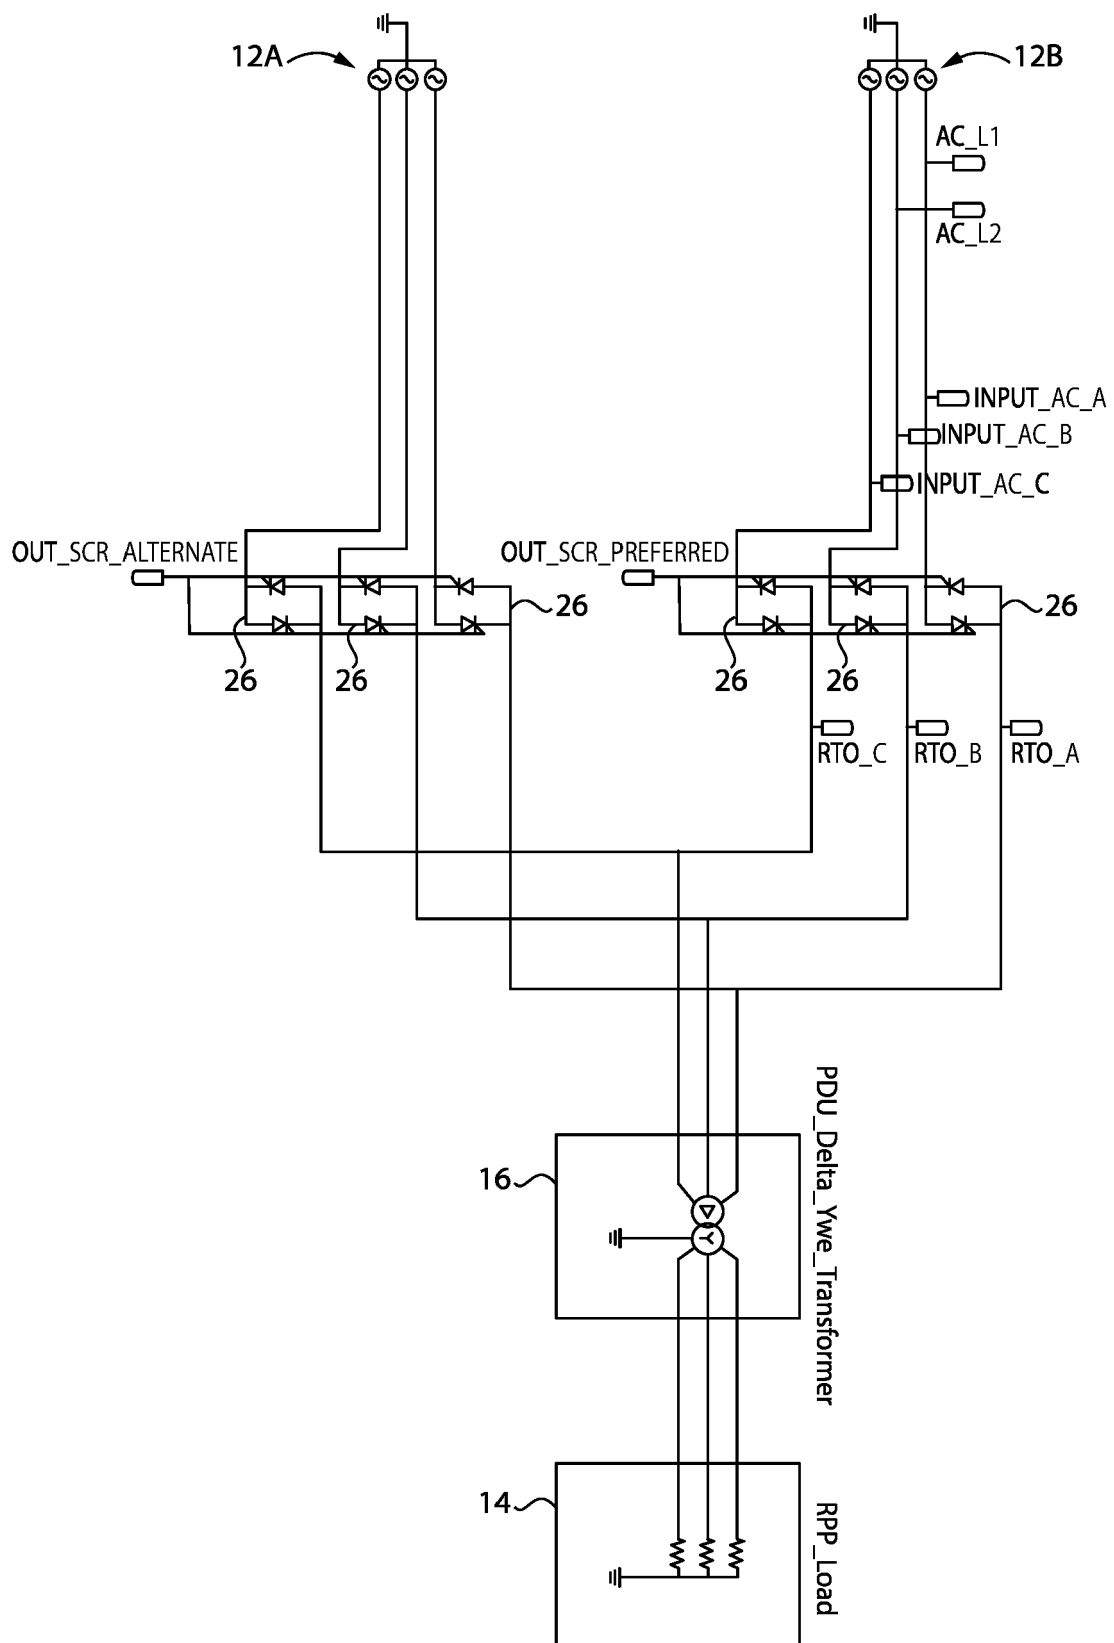 12A
12B
AC_L1
AC_L2
INPUT_AC_A
INPUT_AC_B
INPUT_AC_C
OUT_SCR_ALTERNATE
OUT_SCR_PREFERRED
26
26
26
26
26
26
RTO_C
RTO_B
RTO_A
PDU_Delta_Ywe_Transformer
16
14
RPP_Load